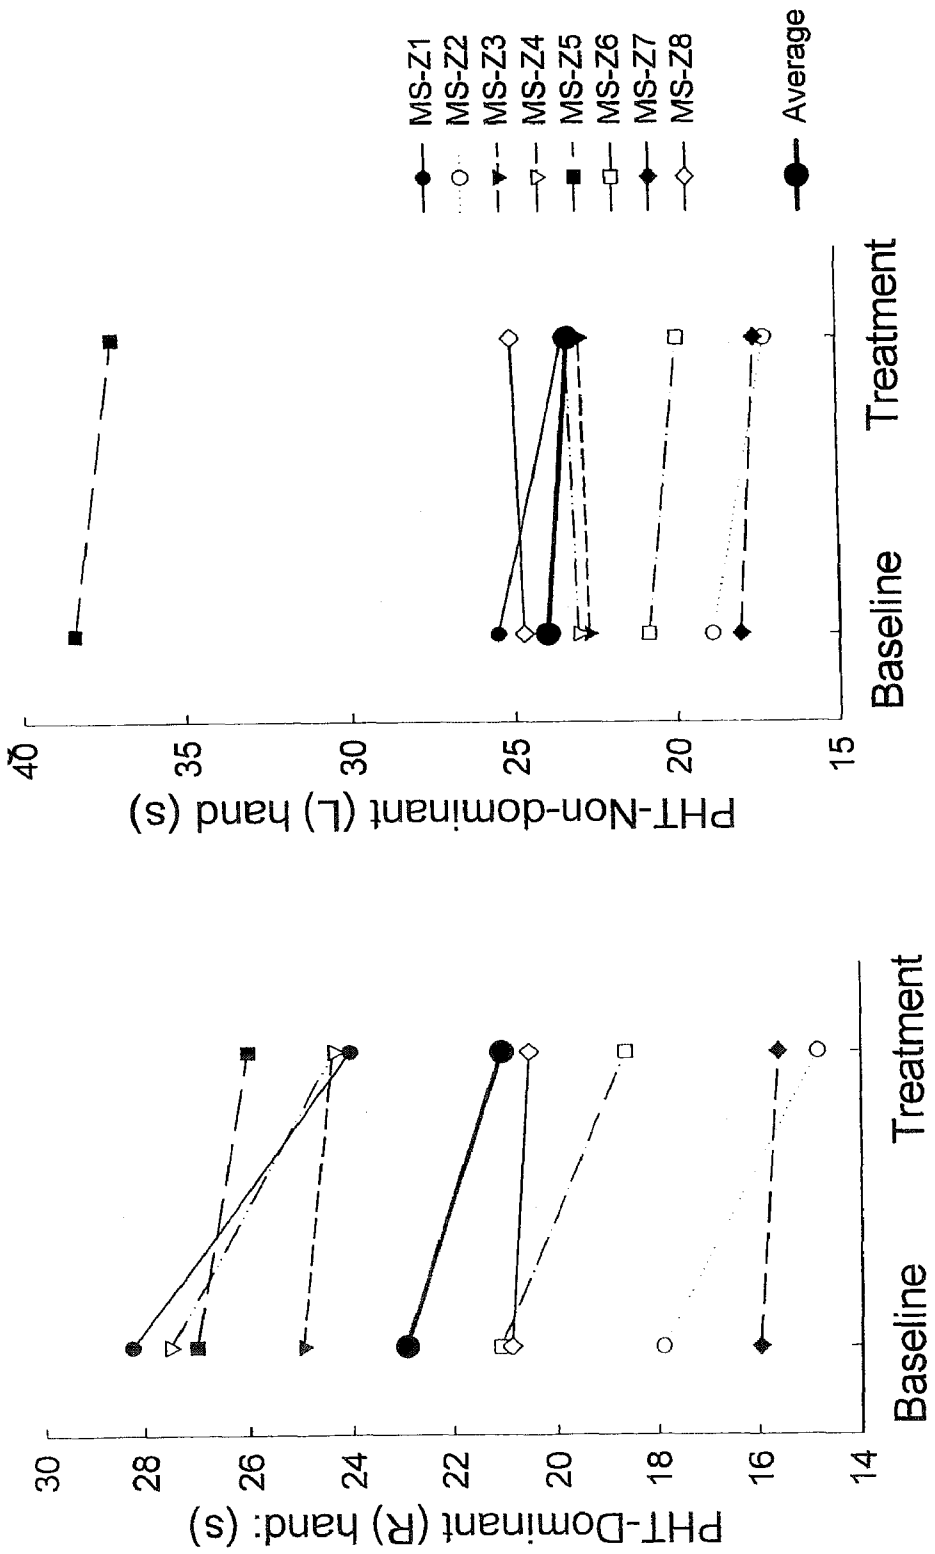 PHT-Dominant (R) hand: (s)
30
28
26
24
22
20
18
16
14
Baseline
Treatment
PHT-Non-dominant (L) hand (s)
40
35
30
25
20
15
Baseline
Treatment
MS-Z1
MS-Z2
MS-Z3
MS-Z4
MS-Z5
MS-Z6
MS-Z7
MS-Z8
Average